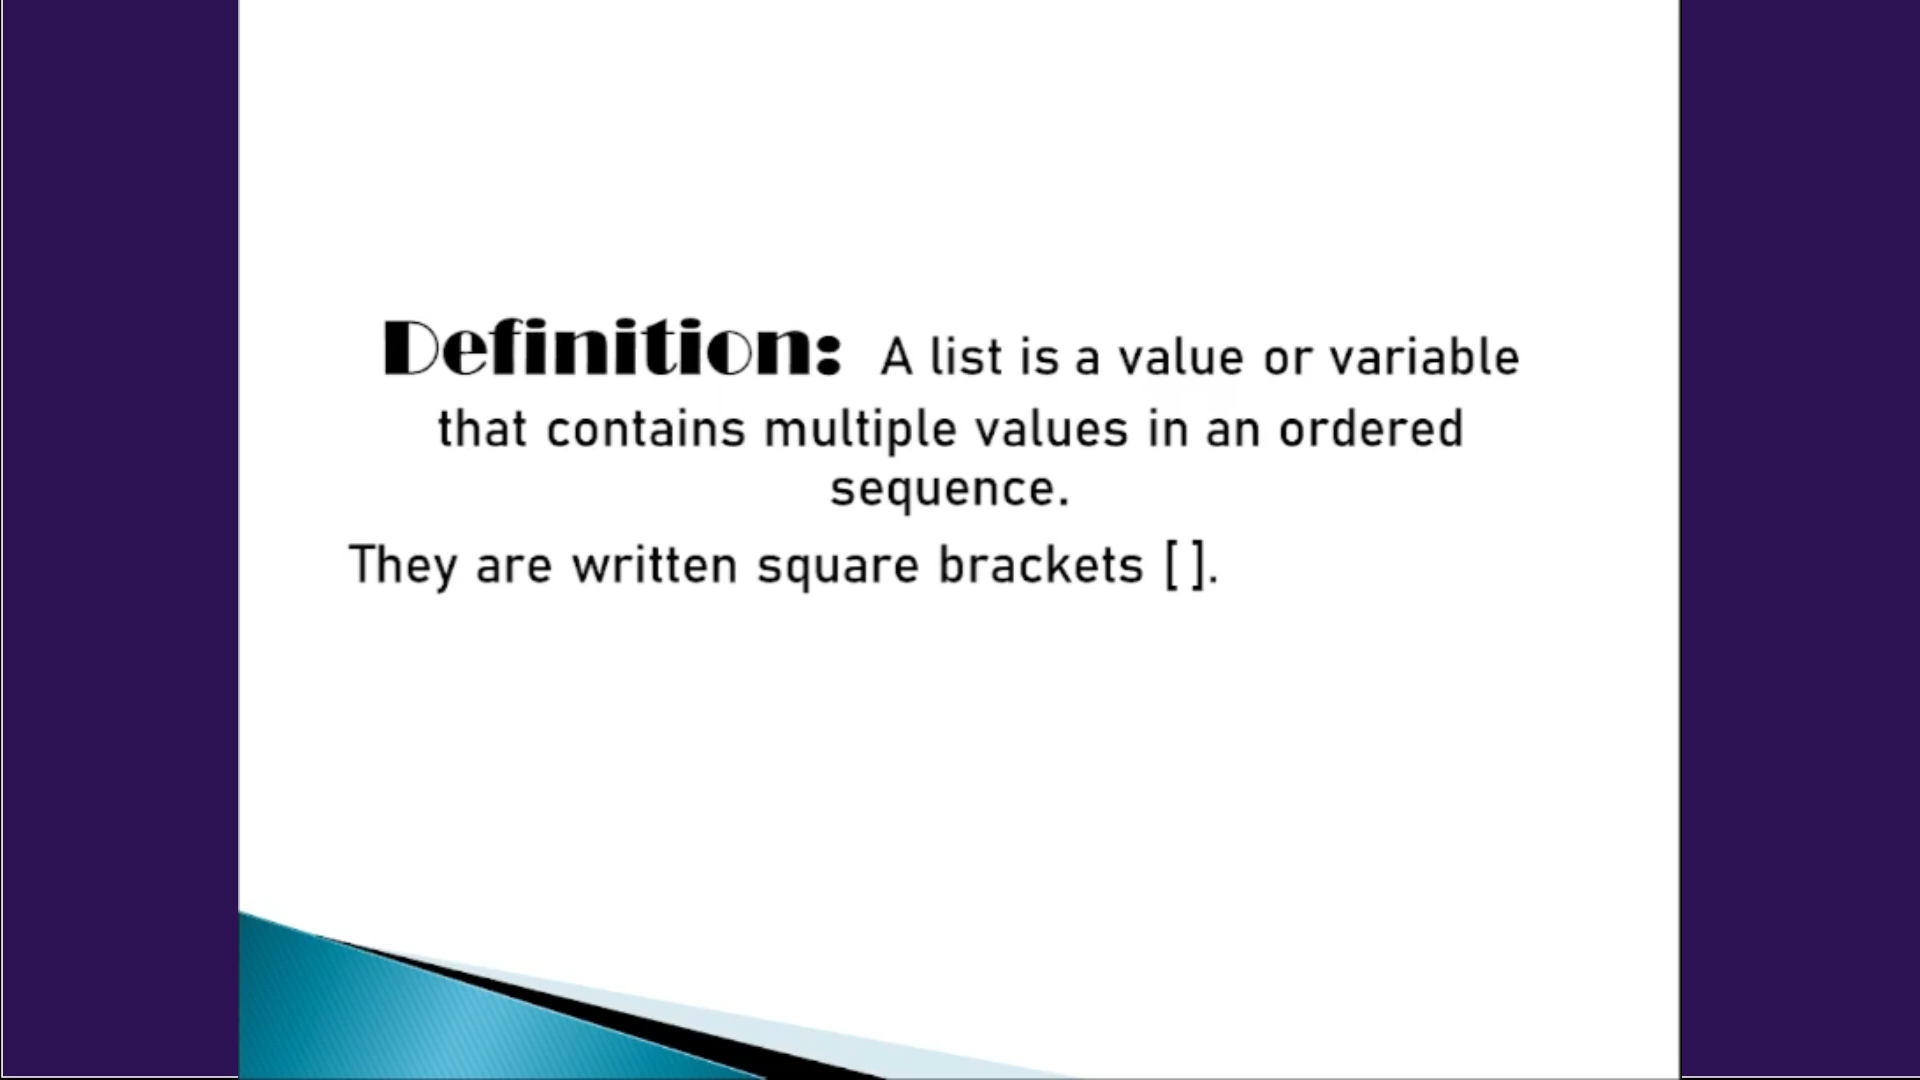 Definition: A list is a value or variable
that contains multiple values in an ordered
sequence.
They are written square brackets [ ].